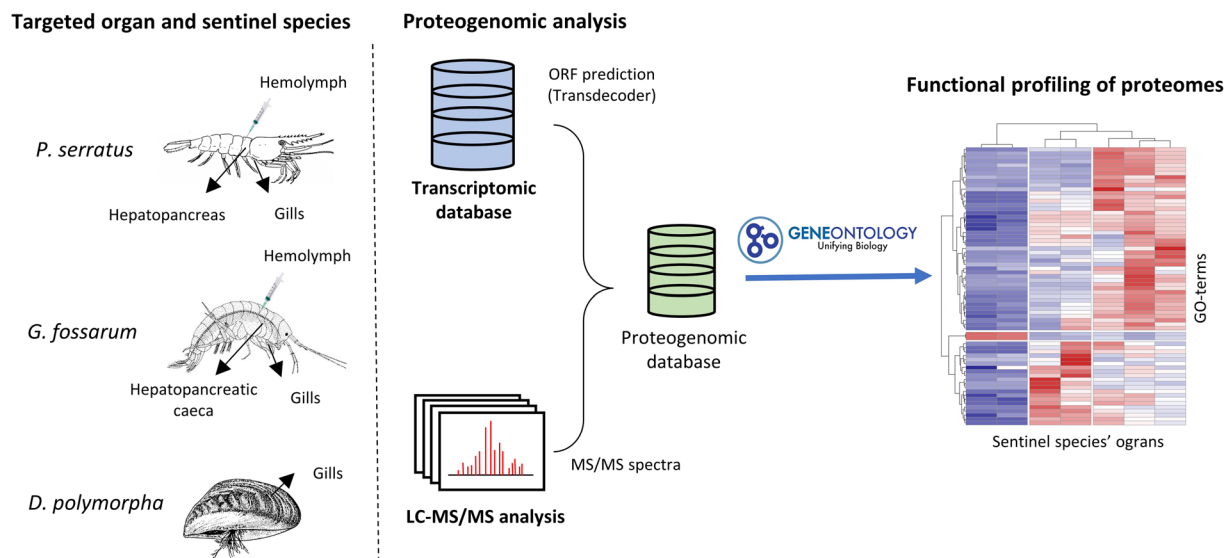 Targeted organ and sentinel species
Hemolymph
P. serratus
Hepatopancreas
Gills
Hemolymph
G. fossarum
Hepatopancreatic
caeca
Gills
Gills
D. polymorpha
Proteogenomic analysis
ORF prediction
(Transdecoder)
Transcriptomic
database
Proteogenomic
database
MS/MS spectra
LC-MS/MS analysis
GENEONTOLOGY
Unifying Biology
Functional profiling of proteomes
GO-terms
Sentinel species' ograns